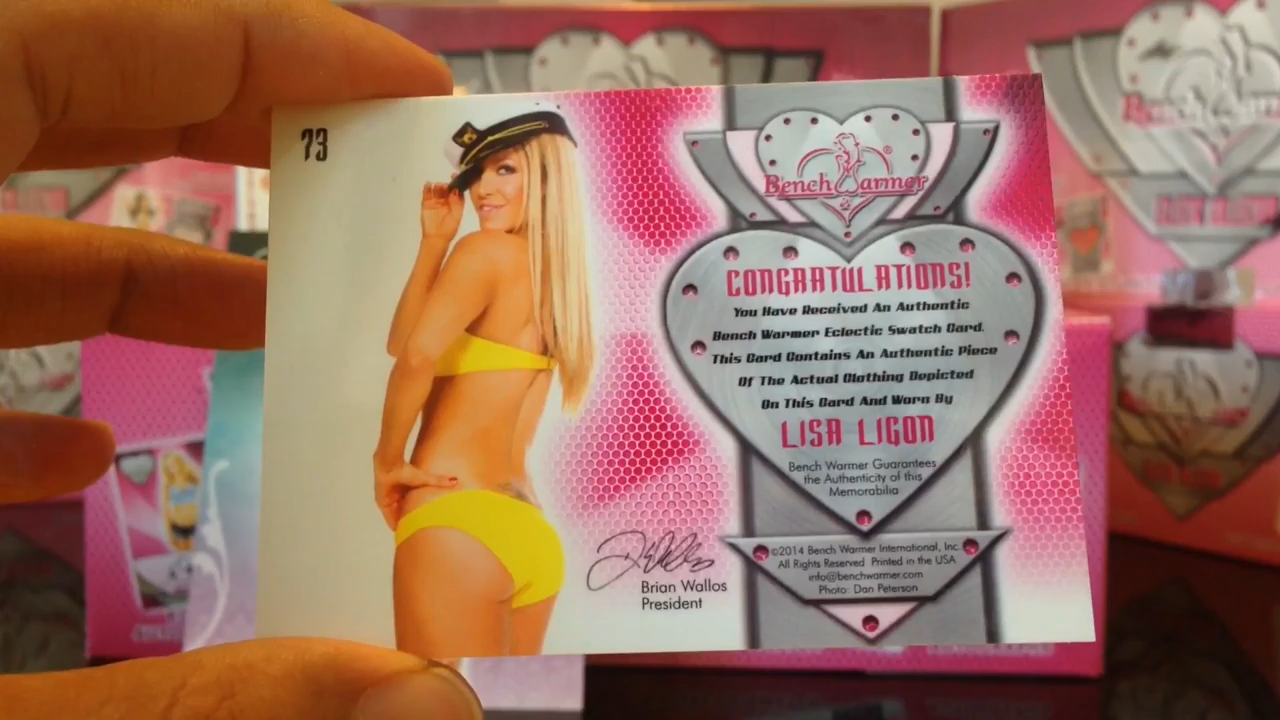 73
Bench Warmer
®
CONGRATULATIONS!
You Have Received An Authentic
Bench Warmer Eclectic Swatch Card.
This Card Contains An Authentic Piece
Of The Actual Clothing Depicted
On This Card And Worn By
LISA LIGON
Bench Warmer Guarantees
the Authenticity of this
Memorabilia
Brian Wallos
President
©2014 Bench Warmer International, Inc.
All Rights Reserved Printed in the USA
info@benchwarmer.com
Photo: Dan Peterson
Bench Warmer